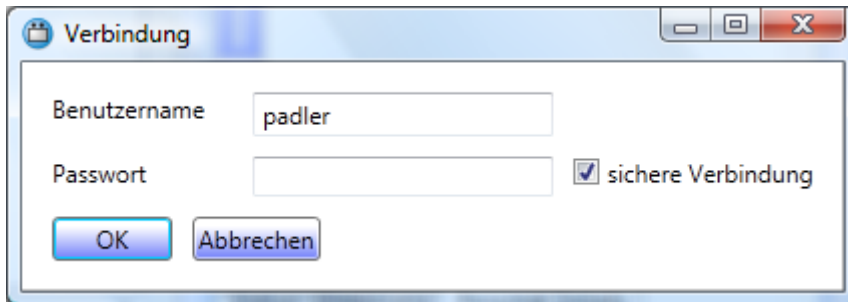 Verbindung
Benutzername padler
Passwort sichere Verbindung
OK Abbrechen